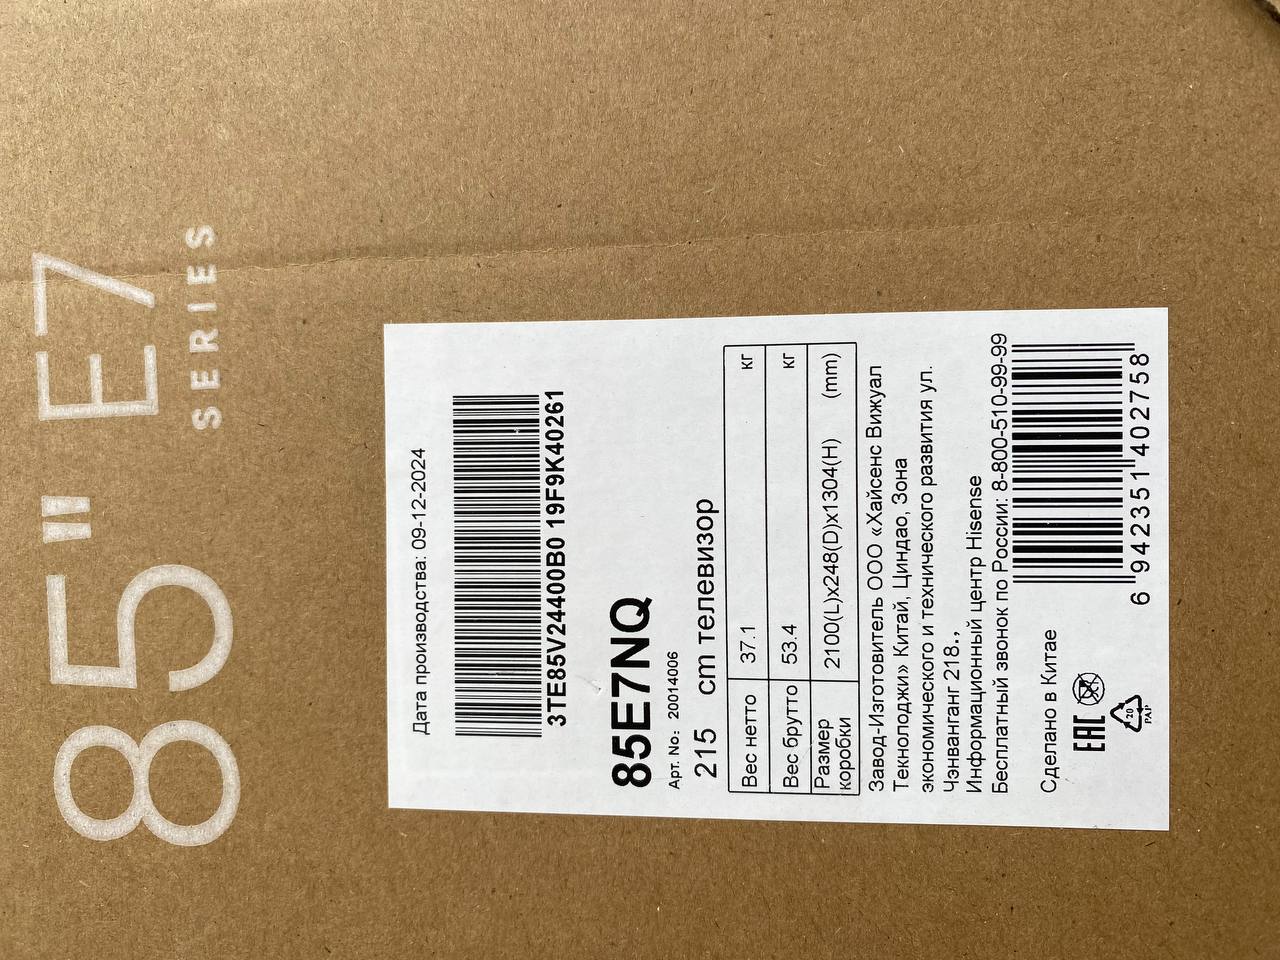 85" E7
SERIES
Дата производства: 09-12-2024
3TE85V24400B0 19F9K40261
85E7NQ
Арт. No: 20014006
215 cm телевизор
Вес нетто 37.1 кг
Вес брутто 53.4 кг
Размер коробки 2100(L)x248(D)x1304(H) (mm)
Завод-Изготовитель ООО «Хайсенс Вижуал
Текнолоджи» Китай, Циндао, Зона
экономического и технического развития ул.
Чэнванганг 218.,
Информационный центр Hisense
Бесплатный звонок по России: 8-800-510-99-99
Сделано в Китае
EAC
20
PAP
6 942351 402758